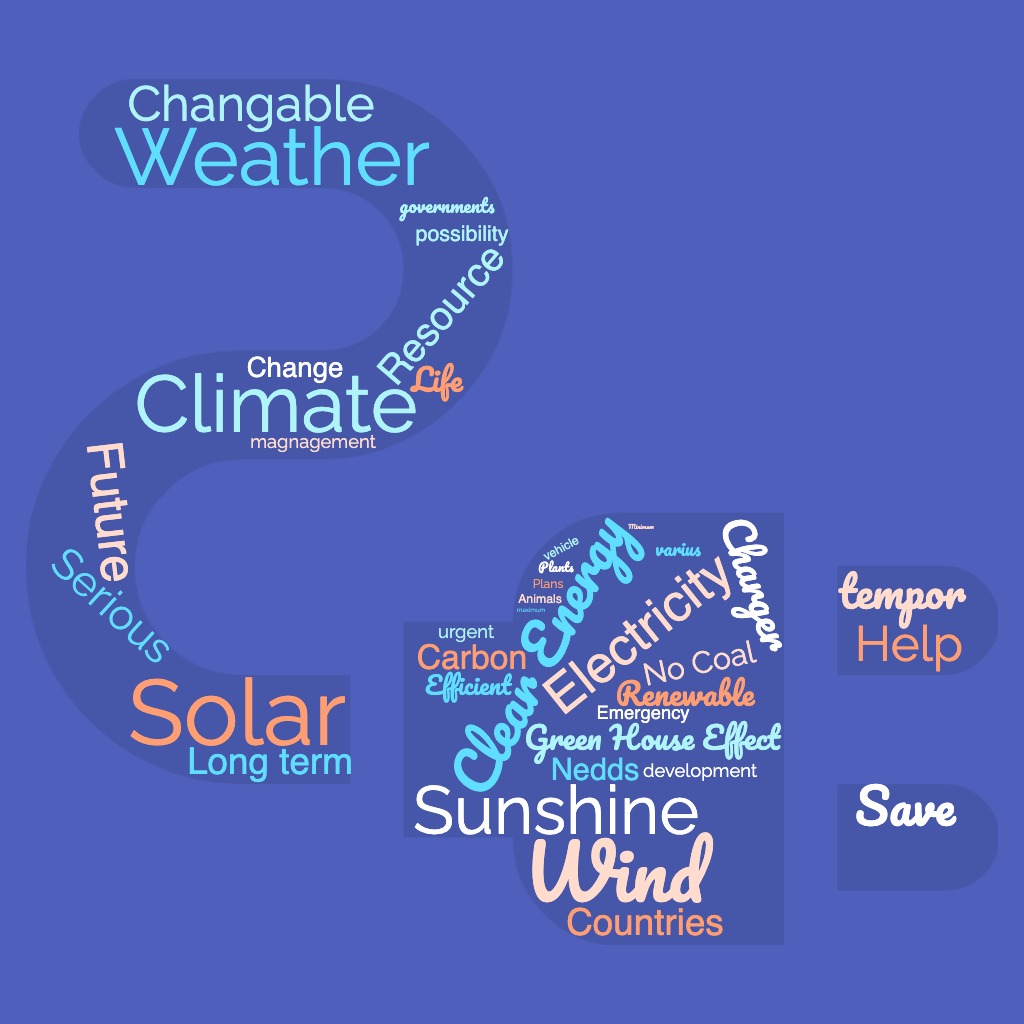 Changable
Weather
governments
possibility
Resource
Change
Life
Climate
magnagement
Future
Serious
Solar
Long term
Minimum
vehicle
varius
Plants
Plans
Animals
maximum
Clean Energy
Charger
Electricity
urgent
Carbon
Efficient
No Coal
Renewable
Emergency
Green House Effect
Nedds
development
Sunshine
Wind
Countries
tempor
Help
Save